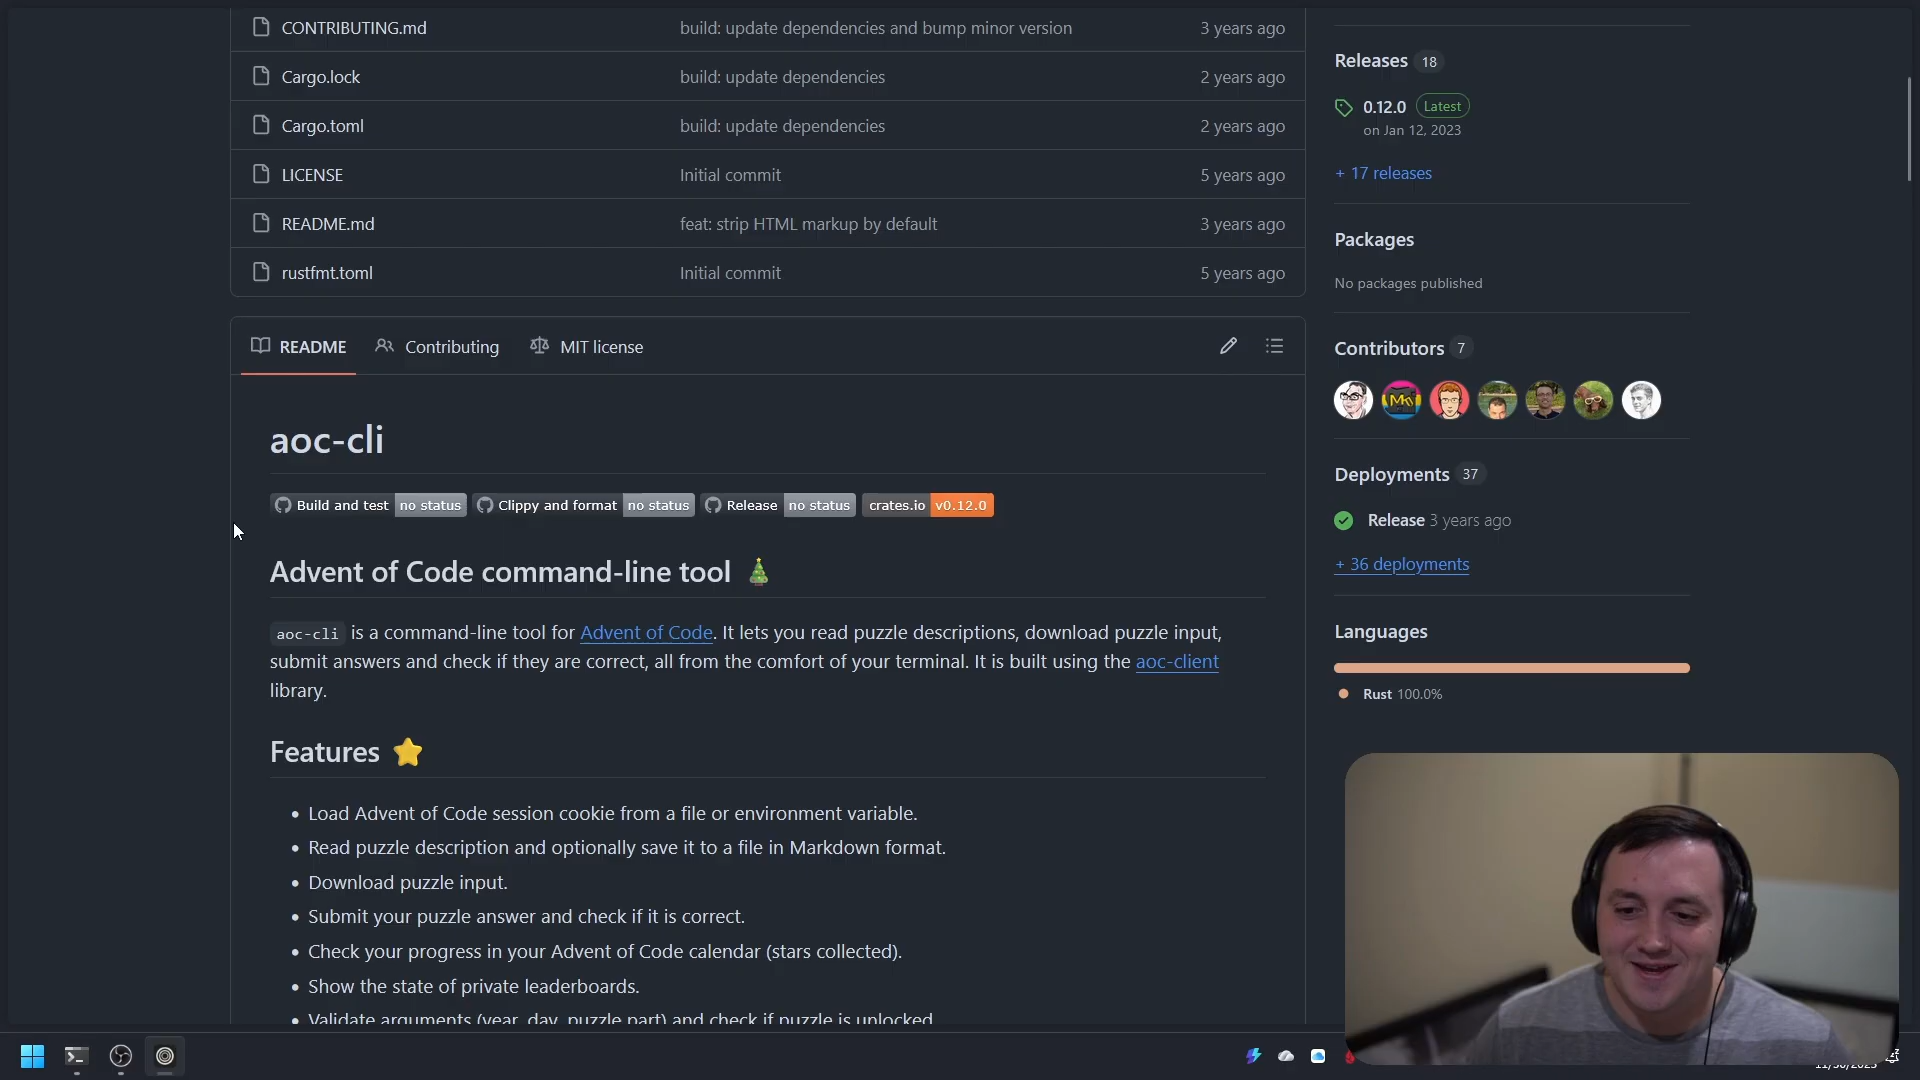 CONTRIBUTING.md build: update dependencies and bump minor version 3 years ago
Cargo.lock build: update dependencies 2 years ago
Cargo.toml build: update dependencies 2 years ago
LICENSE Initial commit 5 years ago
README.md feat: strip HTML markup by default 3 years ago
rustfmt.toml Initial commit 5 years ago
README Contributing MIT license
aoc-cli
Build and test no status Clippy and format no status Release no status crates.io v0.12.0
Advent of Code command-line tool
aoc-cli is a command-line tool for Advent of Code. It lets you read puzzle descriptions, download puzzle input,
submit answers and check if they are correct, all from the comfort of your terminal. It is built using the aoc-client
library.
Features
• Load Advent of Code session cookie from a file or environment variable.
• Read puzzle description and optionally save it to a file in Markdown format.
• Download puzzle input.
• Submit your puzzle answer and check if it is correct.
• Check your progress in your Advent of Code calendar (stars collected).
• Show the state of private leaderboards.
• Validate arguments (year, day, puzzle part) and check if puzzle is unlocked
Releases 18
0.12.0 Latest
on Jan 12, 2023
+ 17 releases
Packages
No packages published
Contributors 7
Deployments 37
Release 3 years ago
+ 36 deployments
Languages
Rust 100.0%